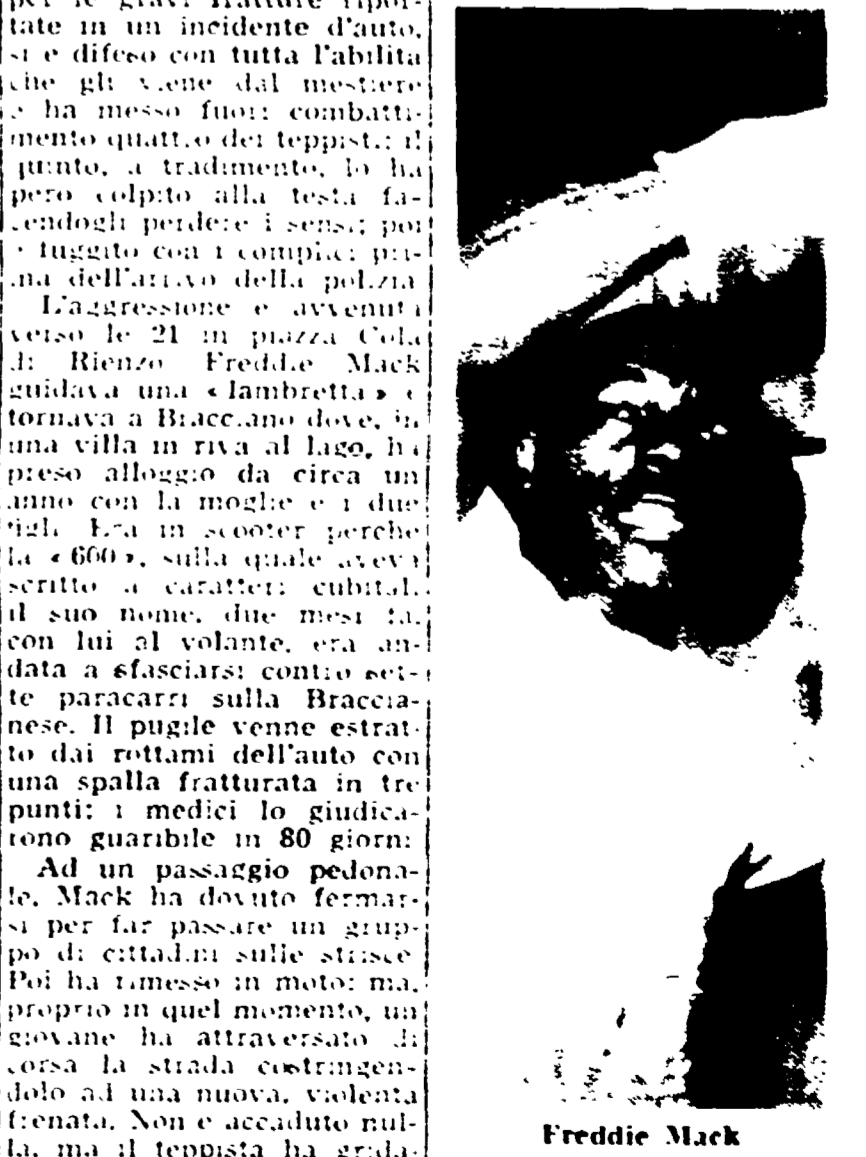 per le gravi fratture ripor-
tate in un incidente d'auto,
si e difeso con tutta l'abilita
che gli viene dal mestiere
e ha messo fuori combatti-
mento quattro dei teppisti; il
quinto, a tradimento, lo ha
pero colpito alla testa fa-
cendogli perdere i sensi; poi
e fuggito con i complici pri-
ma dell'arrivo della polizia
L'aggressione e avvenuta
verso le 21 in piazza Cola
di Rienzo Freddie Mack
guidava una « lambretta » e
tornava a Bracciano dove, in
una villa in riva al lago, ha
preso alloggio da circa un
anno con la moglie e i due
figli. Era in scooter perche
la « 600 », sulla quale aveva
scritto a caratteri cubitali
il suo nome, due mesi fa,
con lui al volante, era an-
data a sfasciarsi contro set-
te paracarri sulla Braccia-
nese. Il pugile venne estrat-
to dai rottami dell'auto con
una spalla fratturata in tre
punti: i medici lo giudica-
rono guaribile in 80 giorni
Ad un passaggio pedona-
le, Mack ha dovuto fermar-
si per far passare un grup-
po di cittadini sulle strisce
Poi ha rimesso in moto: ma,
proprio in quel momento, un
giovane ha attraversato di
corsa la strada costringen-
dolo ad una nuova, violenta
frenata. Non e accaduto nul-
la, ma il teppista ha grida-
Freddie Mack